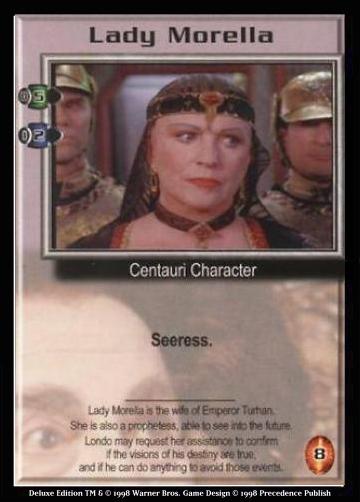 Lady Morella
5
2
Centauri Character
Seeress.
Lady Morella is the wife of Emperor Turhan.
She is also a prophetess, able to see into the future.
Londo may request her assistance to confirm
if the visions of his destiny are true,
and if he can do anything to avoid those events.
8
Deluxe Edition TM & © 1998 Warner Bros. Game Design © 1998 Precedence Publish